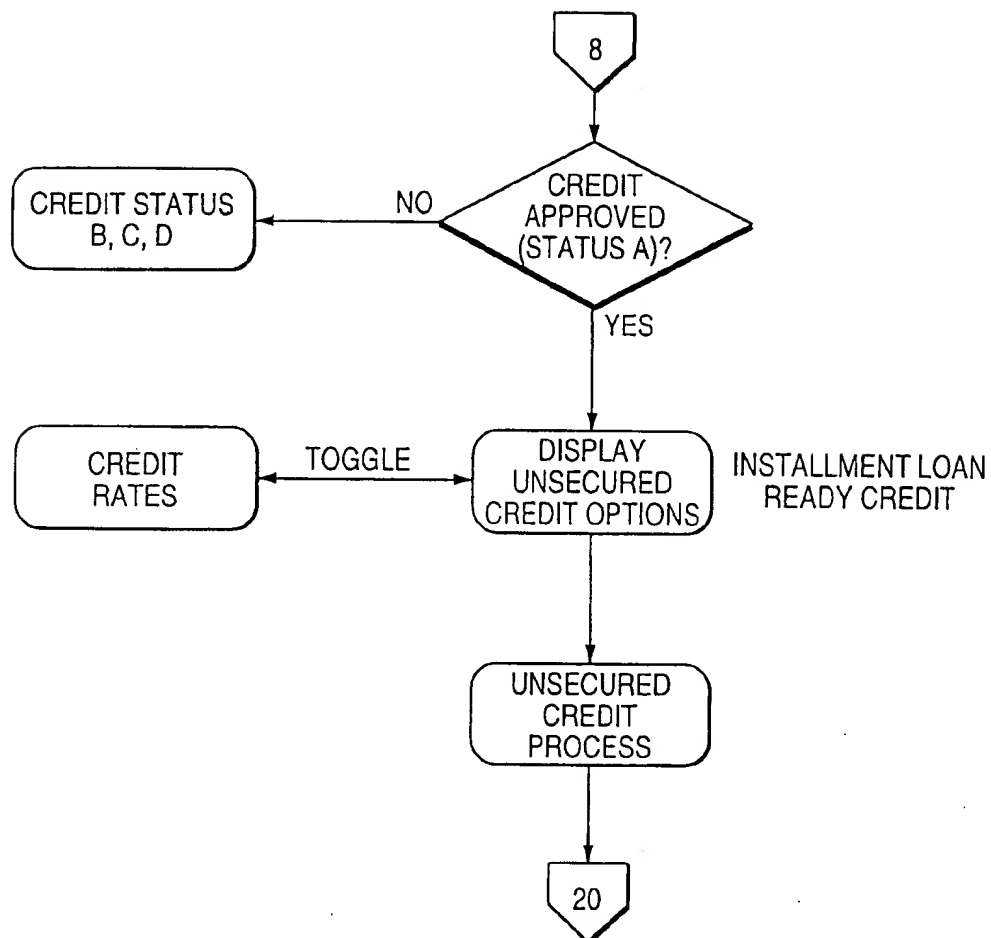 8
CREDIT
APPROVED
(STATUS A)?
NO
CREDIT STATUS
B, C, D
YES
CREDIT
RATES
TOGGLE
DISPLAY
UNSECURED
CREDIT OPTIONS
INSTALLMENT LOAN
READY CREDIT
UNSECURED
CREDIT
PROCESS
20